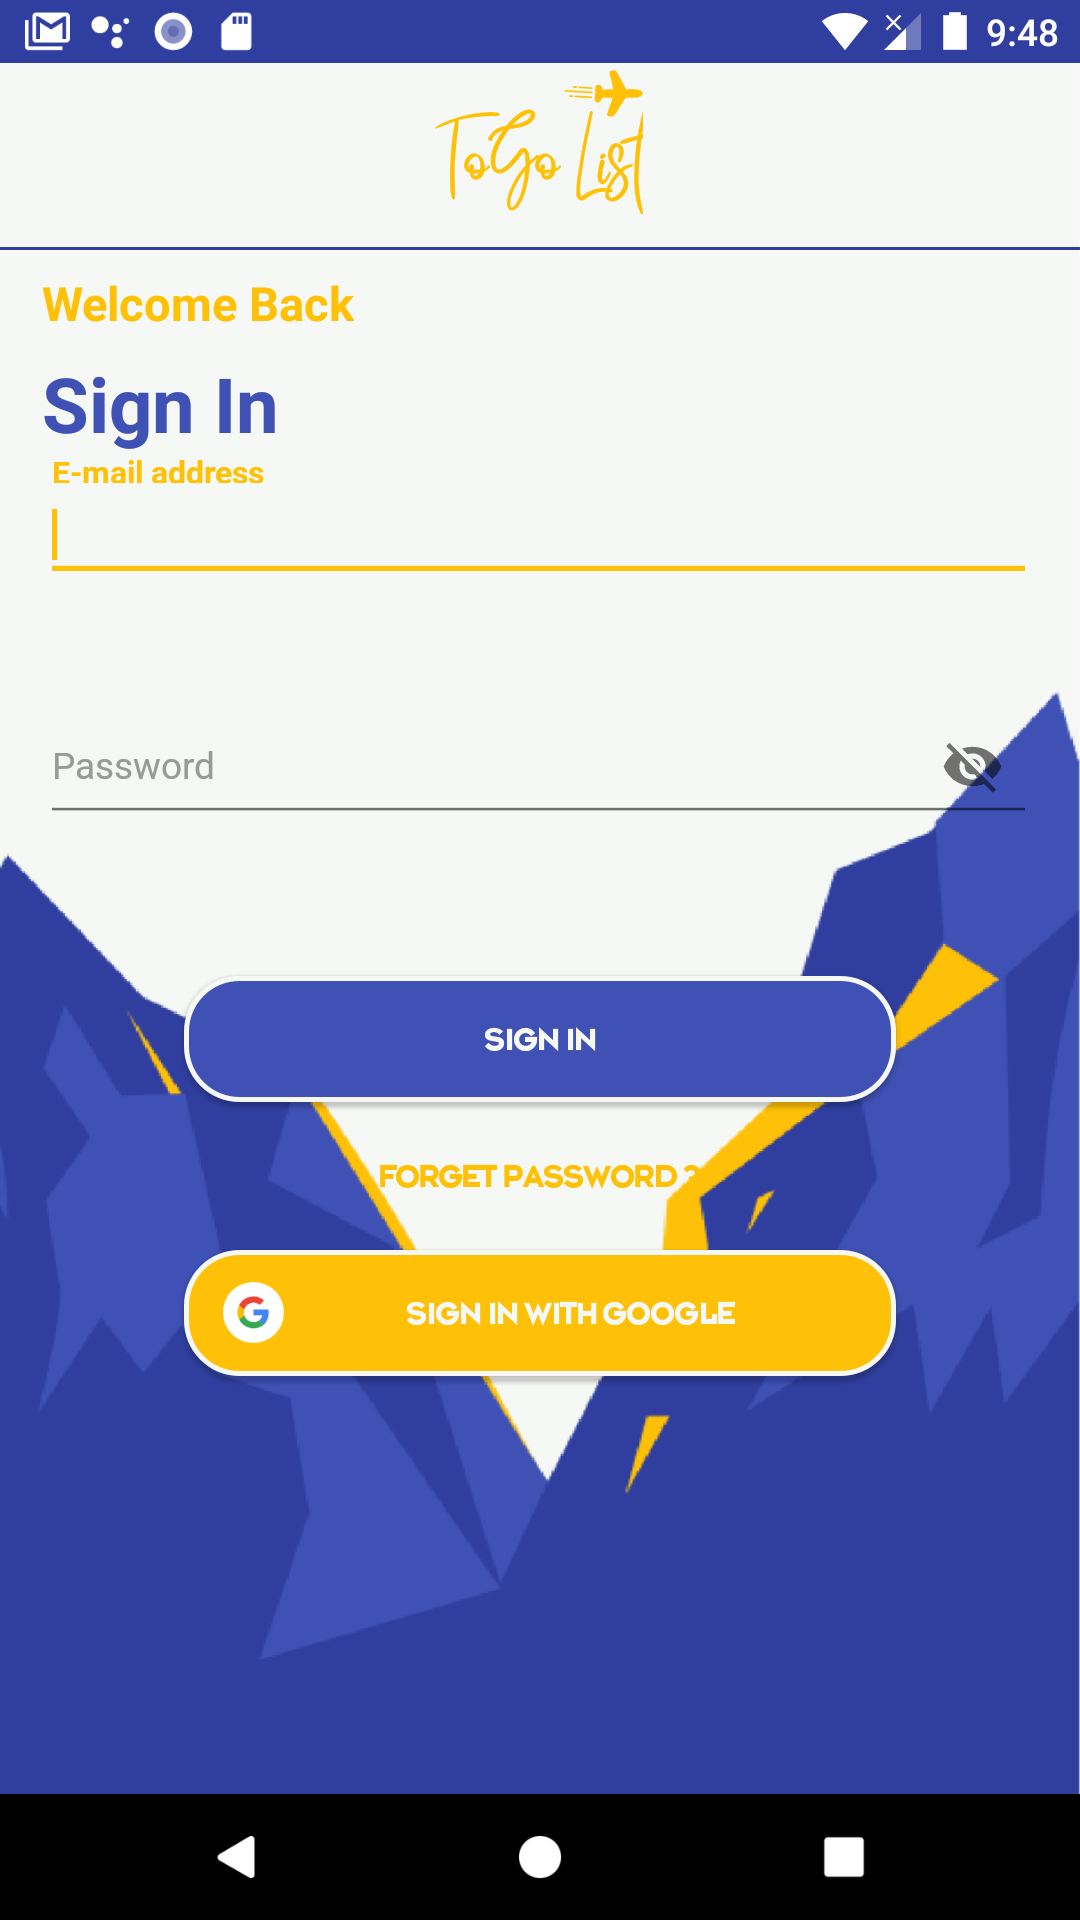 9:48
ToGo List
Welcome Back
Sign In
E-mail address
Password
SIGN IN
FORGET PASSWORD ?
SIGN IN WITH GOOGLE